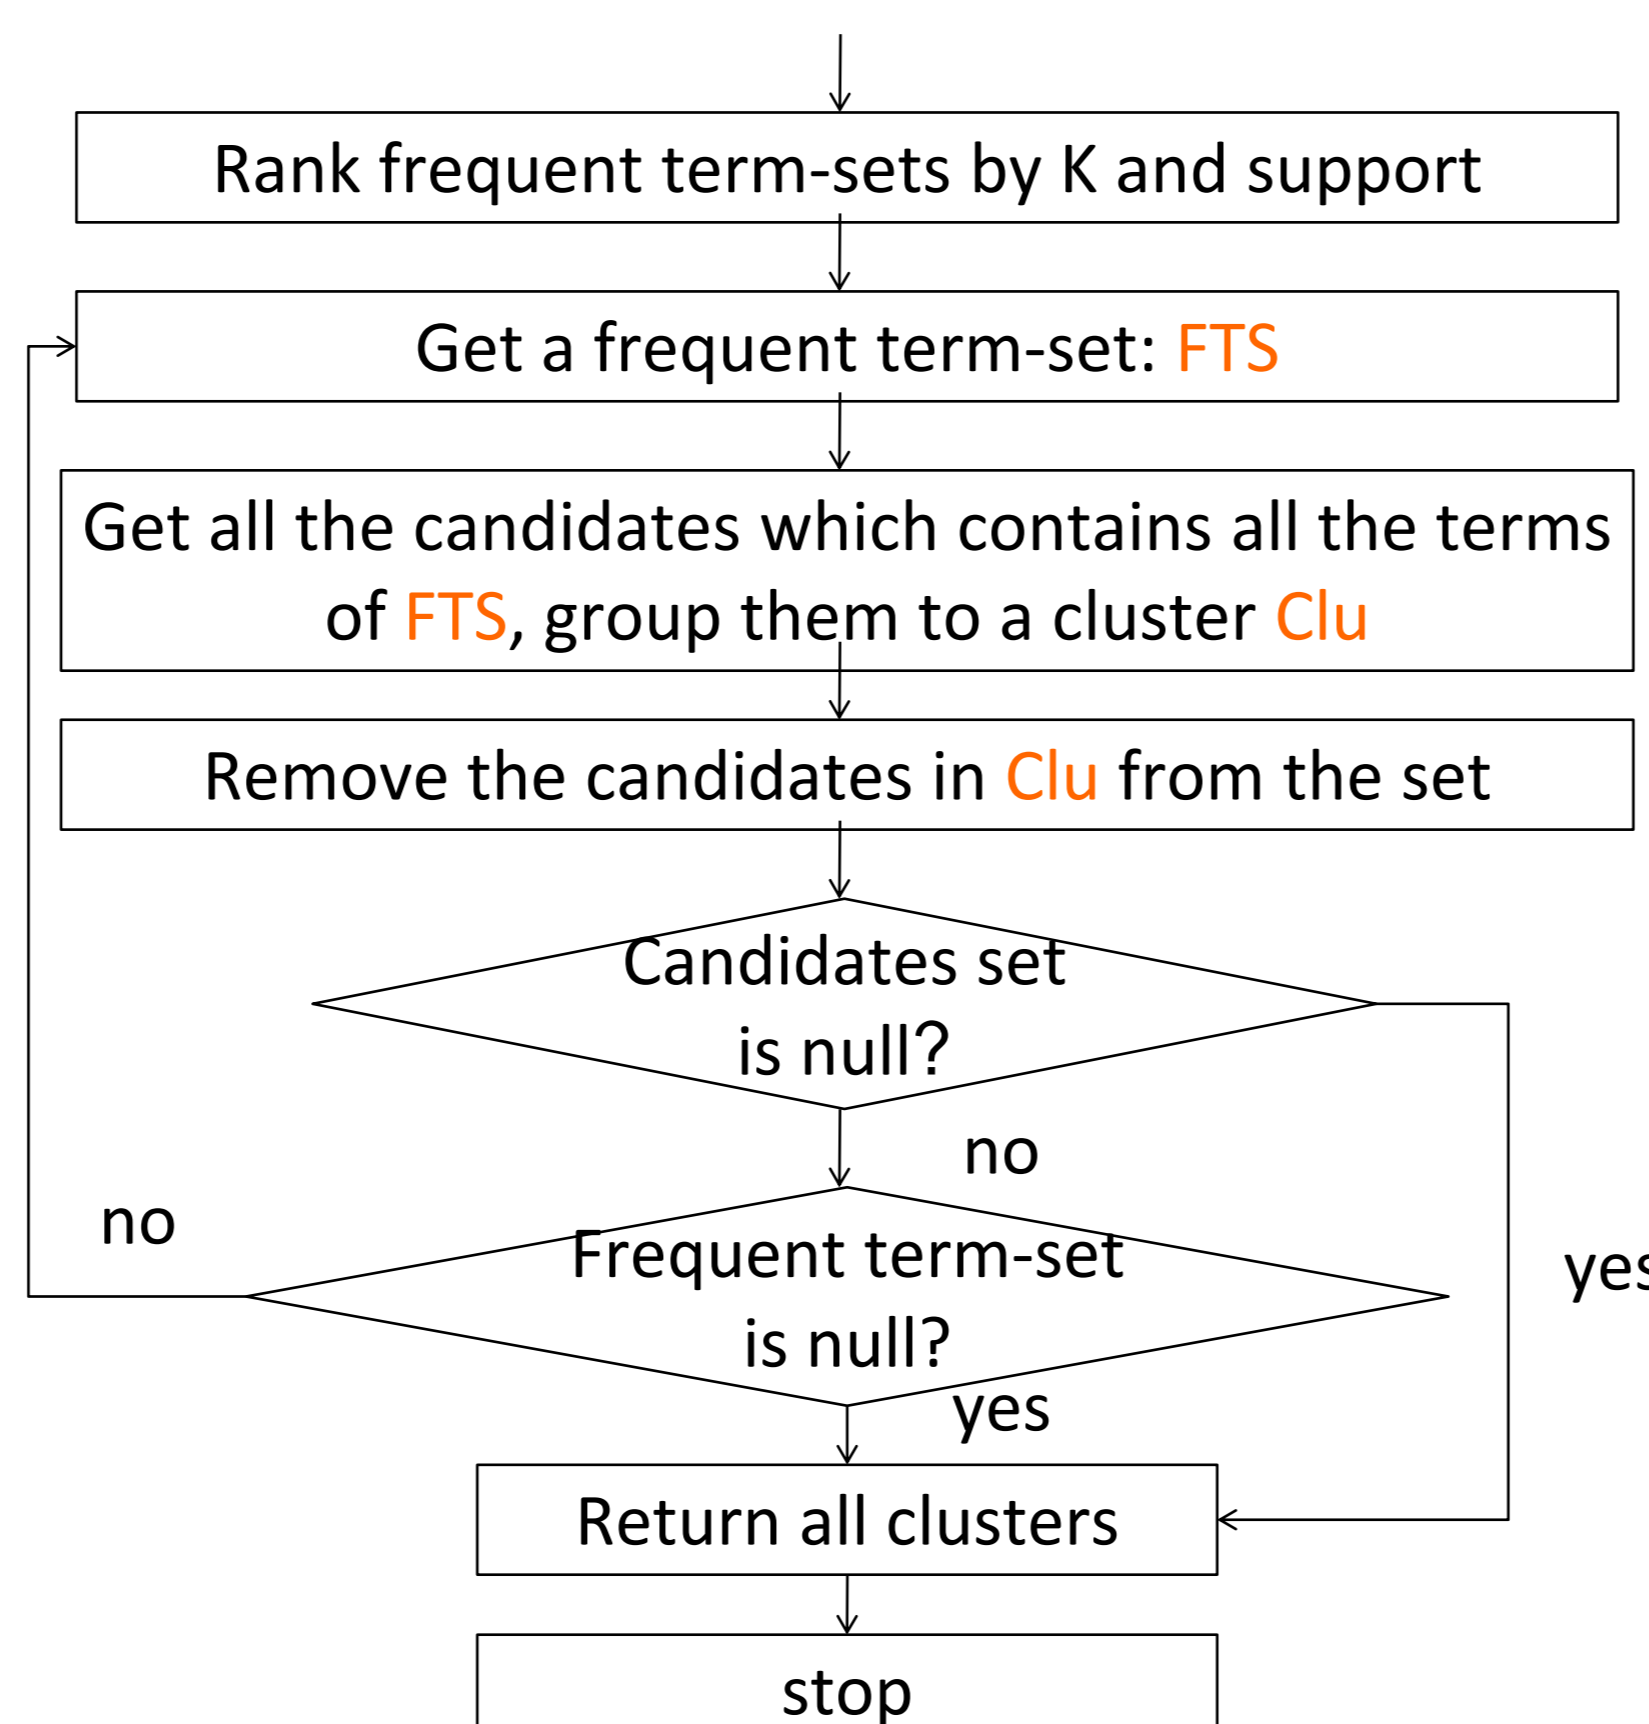 Rank frequent term-sets by K and support
Get a frequent term-set: FTS
Get all the candidates which contains all the terms
of FTS, group them to a cluster Clu
Remove the candidates in Clu from the set
Candidates set
is null?
no
no
Frequent term-set
is null?
yes
yes
Return all clusters
stop